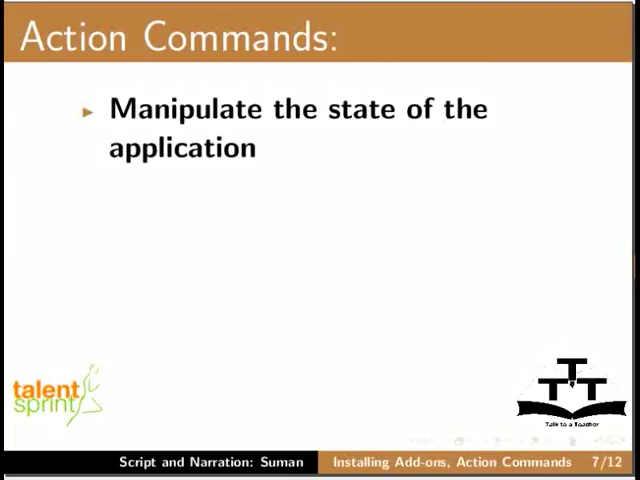 Action Commands:
Manipulate the state of the
application
talent
sprint
T
T T
Talk to a Teacher
Script and Narration: Suman
Installing Add-ons, Action Commands 7/12